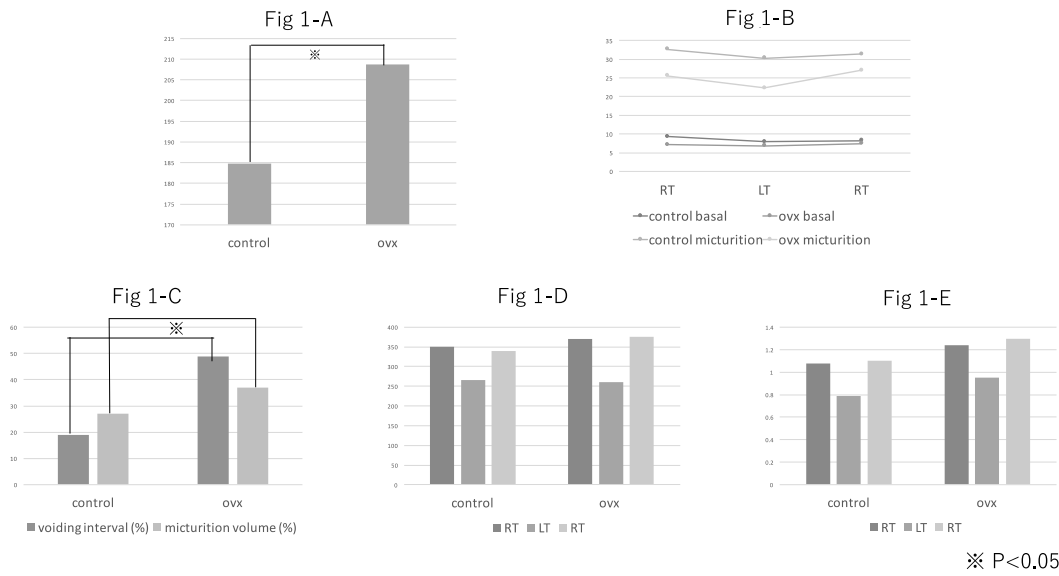 Fig 1-A
215
210
205
200
195
190
185
180
175
170
※
control
ovx
Fig 1-B
35
30
25
20
15
10
5
0
RT
LT
RT
control basal
ovx basal
control micturition
ovx micturition
Fig 1-C
60
50
40
30
20
10
0
※
control
ovx
voiding interval (%)
micturition volume (%)
Fig 1-D
400
350
300
250
200
150
100
50
0
control
ovx
RT
LT
RT
Fig 1-E
1.4
1.2
1
0.8
0.6
0.4
0.2
0
control
ovx
RT
LT
RT
※ P<0.05